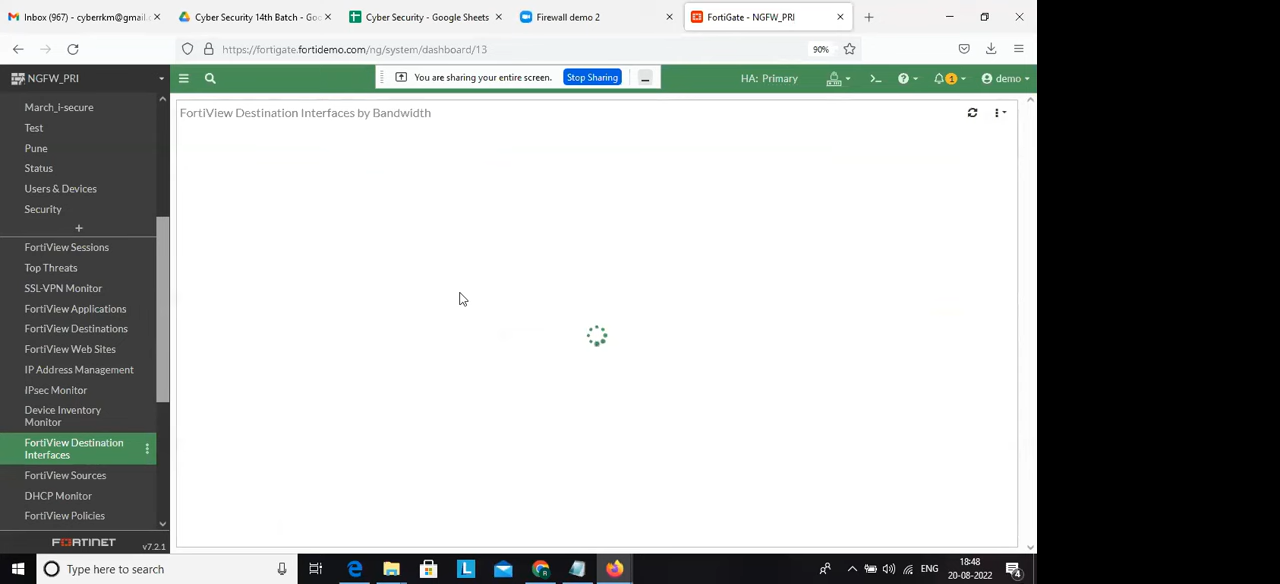 Inbox (967) - cyberrkm@gmail.c
Cyber Security 14th Batch - Goo
Cyber Security - Google Sheets
Firewall demo 2
FortiGate - NGFW_PRI
https://fortigate.fortidemo.com/ng/system/dashboard/13
90%
NGFW_PRI
You are sharing your entire screen.
Stop Sharing
HA: Primary
1
demo
March_i-secure
Test
Pune
Status
Users & Devices
Security
+
FortiView Sessions
Top Threats
SSL-VPN Monitor
FortiView Applications
FortiView Destinations
FortiView Web Sites
IP Address Management
IPsec Monitor
Device Inventory
Monitor
FortiView Destination
Interfaces
FortiView Sources
DHCP Monitor
FortiView Policies
FORTINET
v7.2.1
FortiView Destination Interfaces by Bandwidth
Type here to search
ENG
18:48
20-08-2022
4